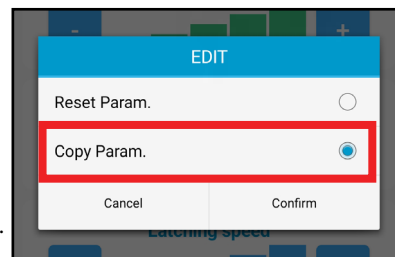 - +
EDIT
Reset Param.
Copy Param.
Cancel Confirm
Latching speed
.